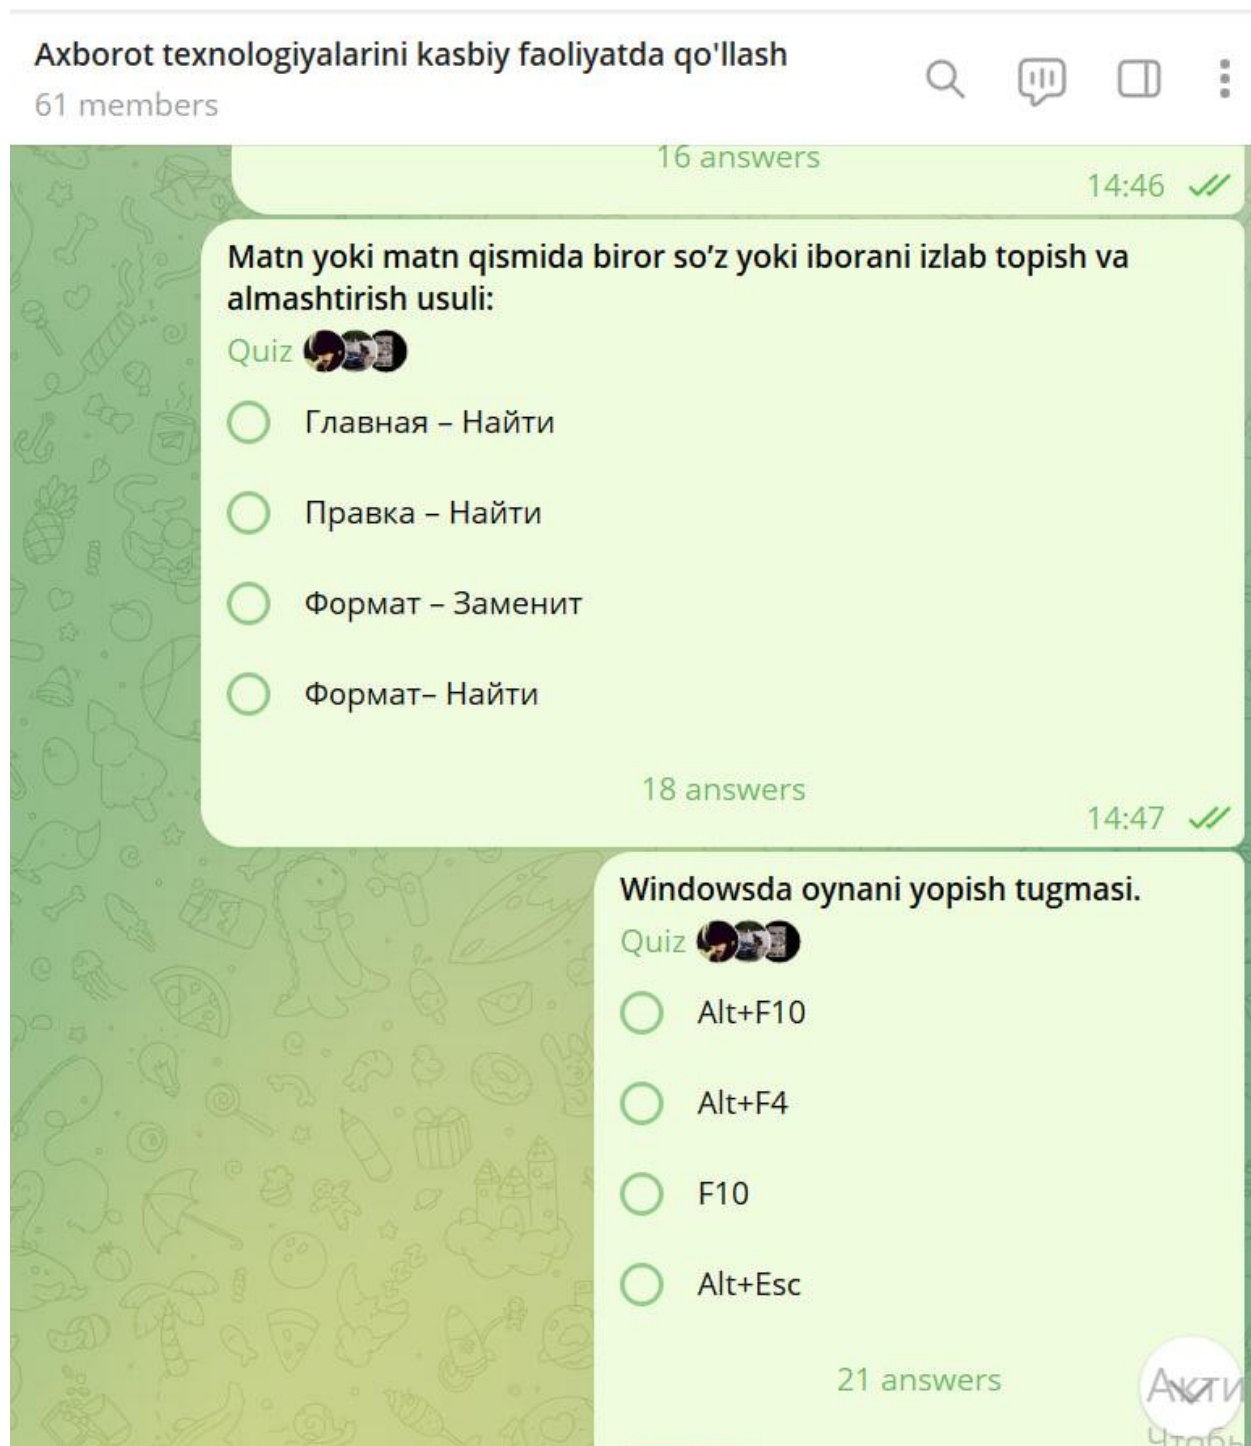 Axborot texnologiyalarini kasbiy faoliyatda qo'llash
61 members
16 answers
14:46
Matn yoki matn qismida biror so’z yoki iborani izlab topish va
almashtirish usuli:
Quiz
Главная – Найти
Правка – Найти
Формат – Заменит
Формат– Найти
18 answers
14:47
Windowsda oynani yopish tugmasi.
Quiz
Alt+F10
Alt+F4
F10
Alt+Esc
21 answers
Акти
Чтобы